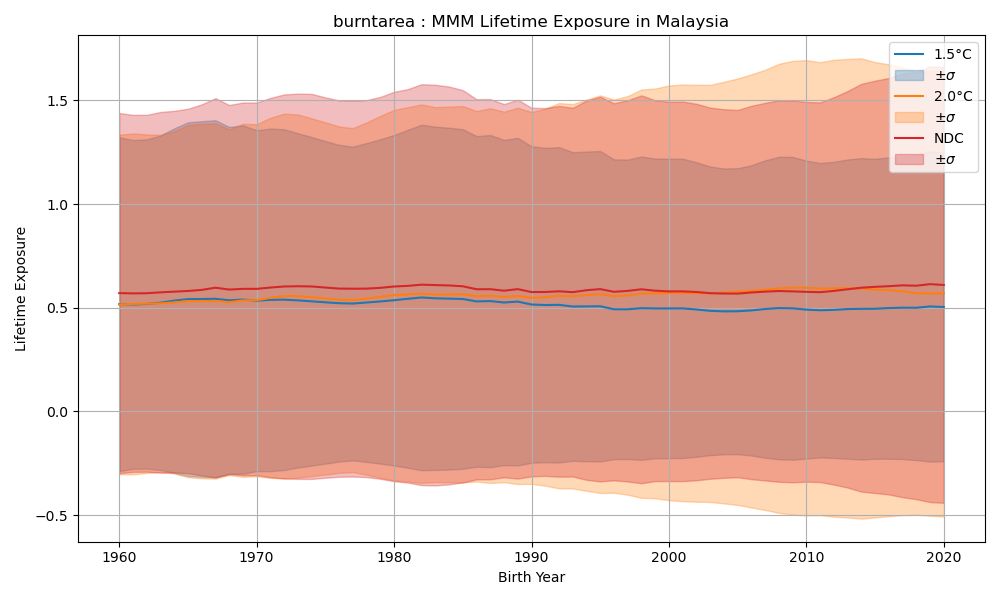 burntarea : MMM Lifetime Exposure in Malaysia
1.5°C
±σ
2.0°C
±σ
NDC
±σ
Lifetime Exposure
1.5
1.0
0.5
0.0
−0.5
1960 1970 1980 1990 2000 2010 2020
Birth Year